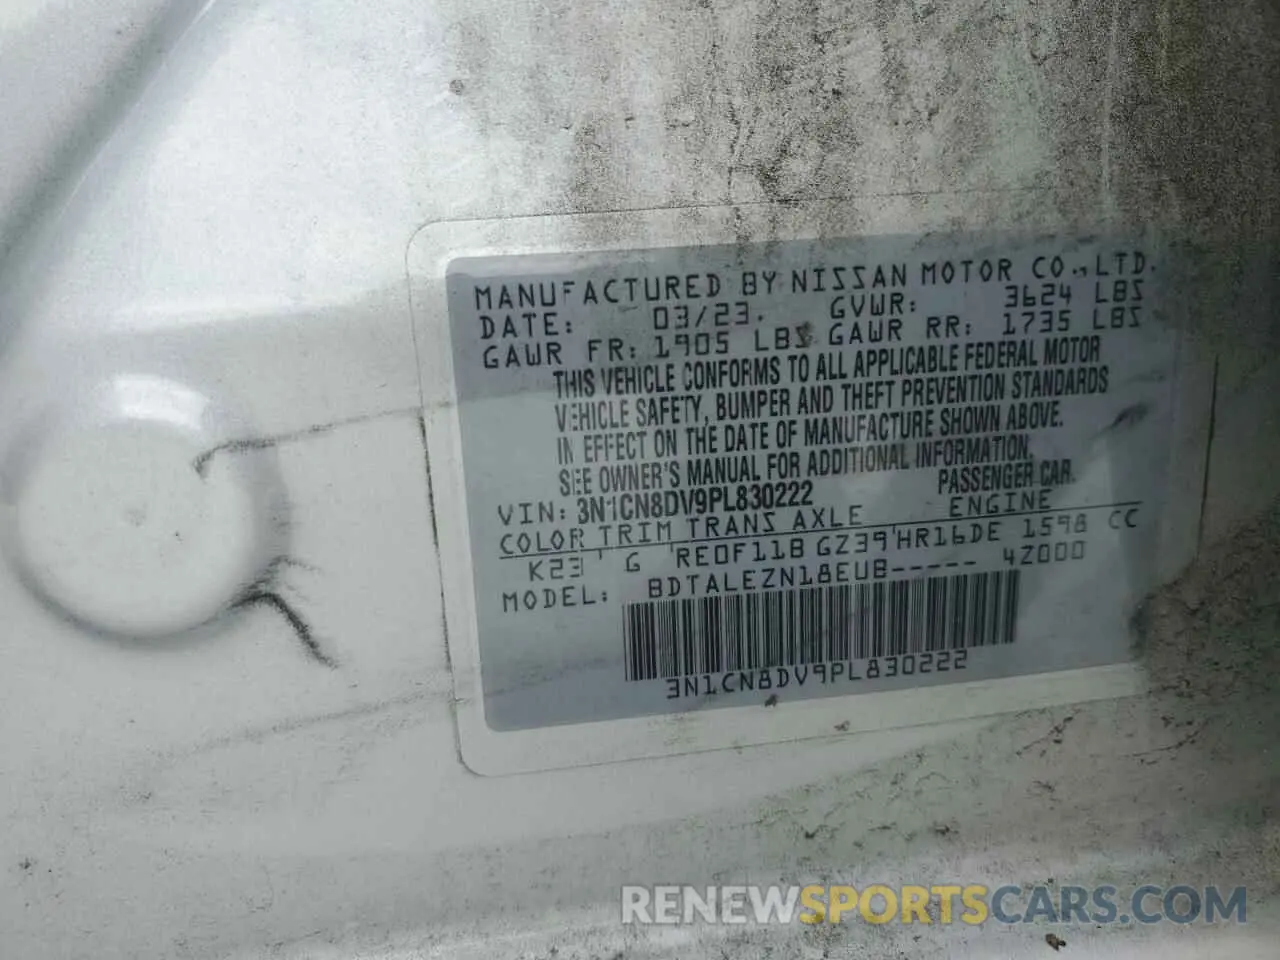 MANUFACTURED BY NISSAN MOTOR CO., LTD.
DATE: 03/23. GVWR: 3624 LBS
GAWR FR: 1905 LBS GAWR RR: 1735 LBS
THIS VEHICLE CONFORMS TO ALL APPLICABLE FEDERAL MOTOR
VEHICLE SAFETY, BUMPER AND THEFT PREVENTION STANDARDS
IN EFFECT ON THE DATE OF MANUFACTURE SHOWN ABOVE.
SEE OWNER'S MANUAL FOR ADDITIONAL INFORMATION.
VIN: 3N1CN8DV9PL830222 PASSENGER CAR.
COLOR TRIM TRANS AXLE ENGINE
K23 G RE0F11B GZ39 HR16DE 1598 CC
MODEL: BDTALEZN18EUB----- 4Z000
3N1CN8DV9PL830222
RENEWSPORTSCARS.COM